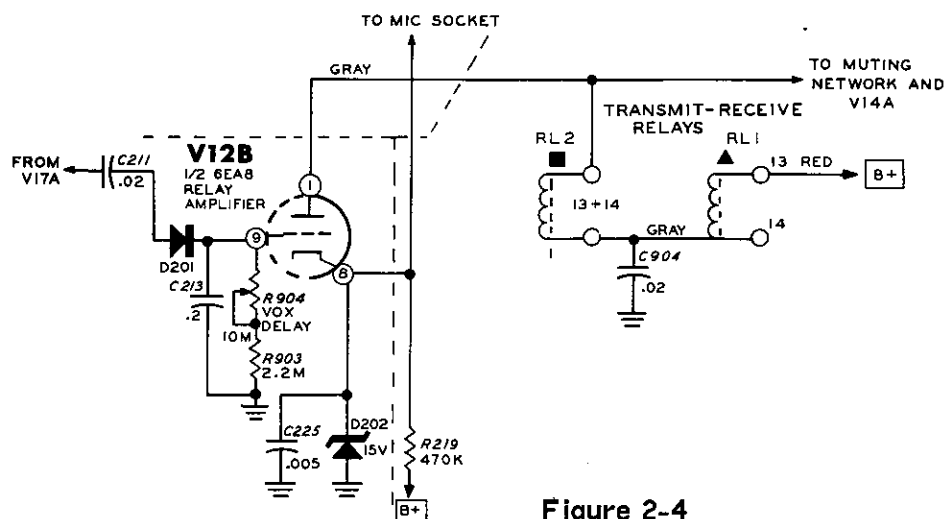 TO MIC SOCKET
GRAY
TO MUTING
NETWORK AND
V14A
TRANSMIT-RECEIVE
RELAYS
RL2
RL1
13 RED
B+
13+14
GRAY
14
C904
.02
FROM
V17A
C211
.02
V12B
1/2 6EA8
RELAY
AMPLIFIER
1
9
8
D201
C213
.2
R904
VOX
DELAY
10M
R903
2.2M
C225
.005
D202
15V
R219
470K
B+
Figure 2-4